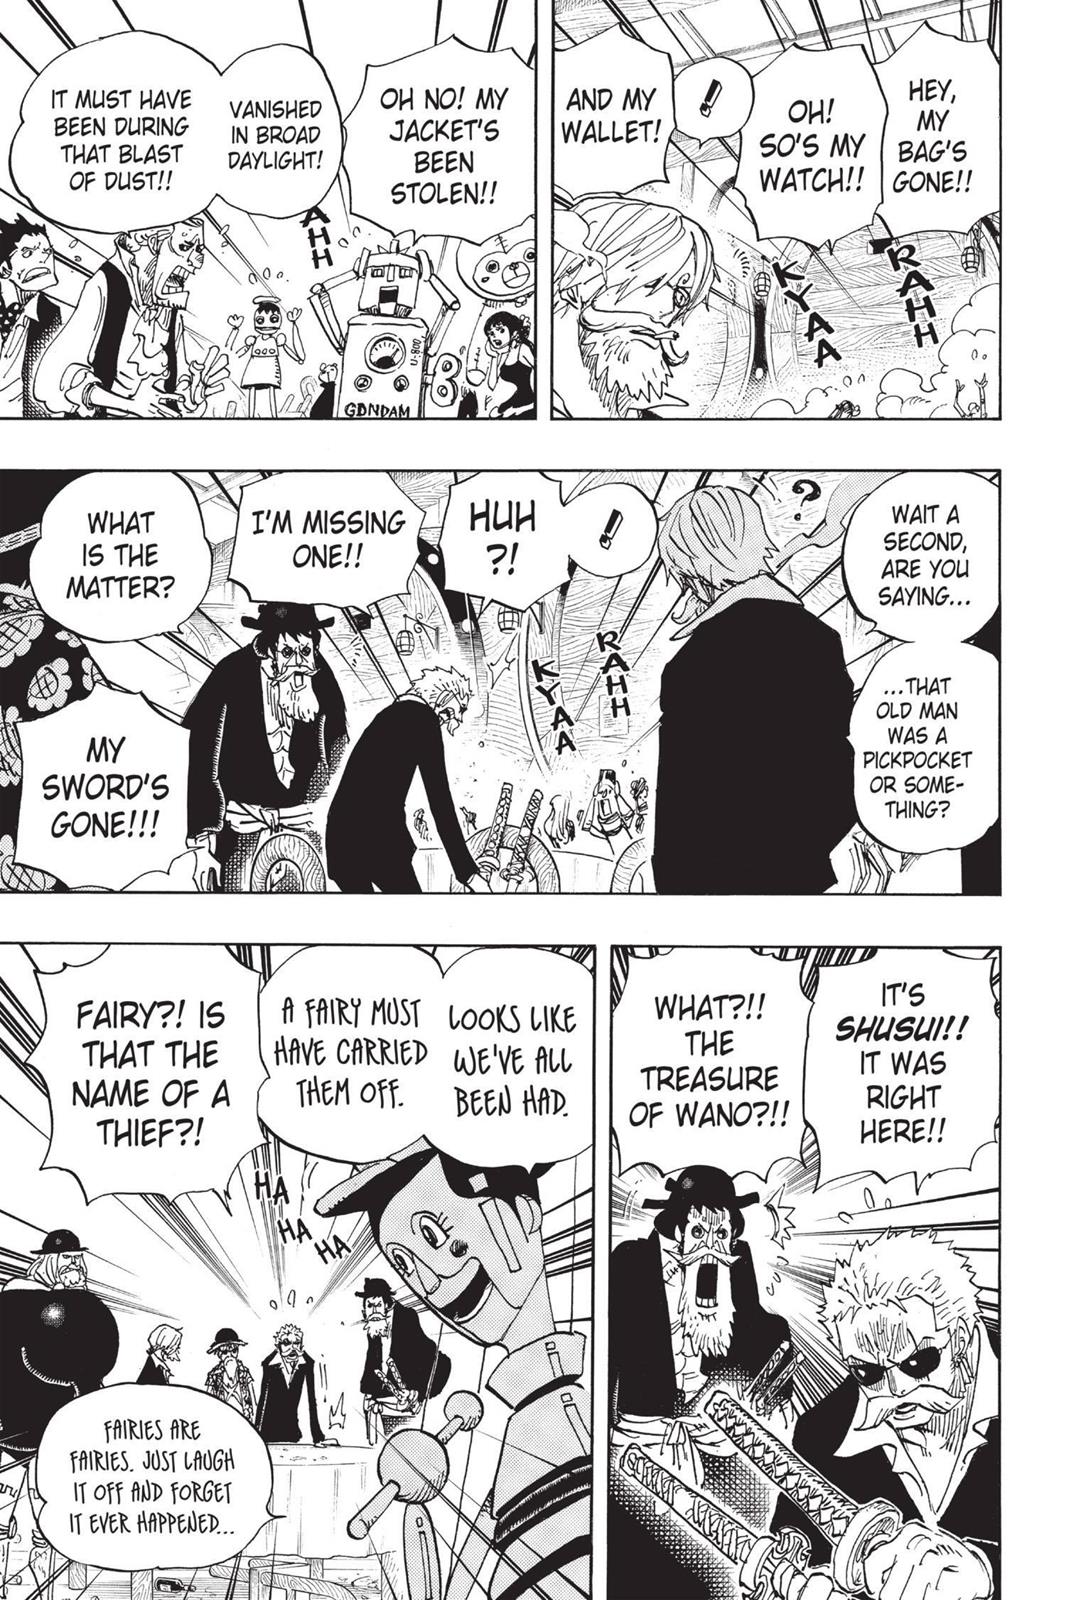 HEY,
MY
BAG'S
GONE!!
OH!
SO'S MY
WATCH!!
!
AND MY
WALLET!
RAHH
KYAA
OH NO! MY
JACKET'S
BEEN
STOLEN!!
VANISHED
IN BROAD
DAYLIGHT!
IT MUST HAVE
BEEN DURING
THAT BLAST
OF DUST!!
AHH
U-800
GDNDAM
WAIT A
SECOND,
ARE YOU
SAYING...
...THAT
OLD MAN
WAS A
PICKPOCKET
OR SOME-
THING?
?
!
HUH
?!
I'M MISSING
ONE!!
WHAT
IS THE
MATTER?
MY
SWORD'S
GONE!!!
RAHH
KYAA
IT'S
SHUSUI!!
IT WAS
RIGHT
HERE!!
WHAT?!!
THE
TREASURE
OF WANO?!!
LOOKS LIKE
WE'VE ALL
BEEN HAD.
A FAIRY MUST
HAVE CARRIED
THEM OFF.
FAIRY?! IS
THAT THE
NAME OF A
THIEF?!
HA
HA
HA
FAIRIES ARE
FAIRIES. JUST LAUGH
IT OFF AND FORGET
IT EVER HAPPENED...